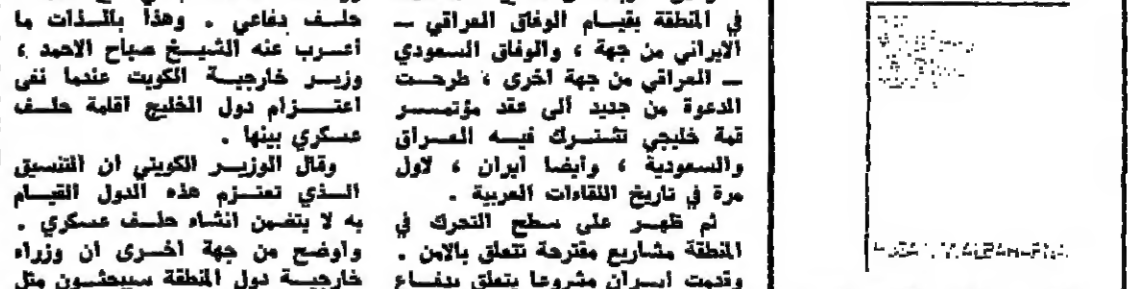 في المنطقة بقيسام الوفاق العراقي —
الايراني من جهة ، والوفاق السعودي
— العراقي من جهة اخرى ، طرحت
الدعوة من جديد الى عقد مؤتمسر
قمة خليجي تشترك فيه العراق
والسعودية ، وايضا ايران ، لاول
مرة في تاريخ اللقاءات العربية .
ثم ظهر على سطح التحرك في
المنطقة مشاريع مقترحة تتعلق بالامن .
وقدمت ايران مشروعا يتعلق بدفاع
حلف دفاعي . وهذا بالذات ما
أعرب عنه الشيخ صباح الاحمد ،
وزير خارجية الكويت عندما نفى
اعتزام دول الخليج اقامة حلف
عسكري بينها .
وقال الوزير الكويتي ان التنسيق
الذي تعتزم هذه الدول القيام
به لا يتضمن انشاء حلف عسكري .
واوضح من جهة اخرى ان وزراء
خارجية دول المنطقة سيبحثون مثل